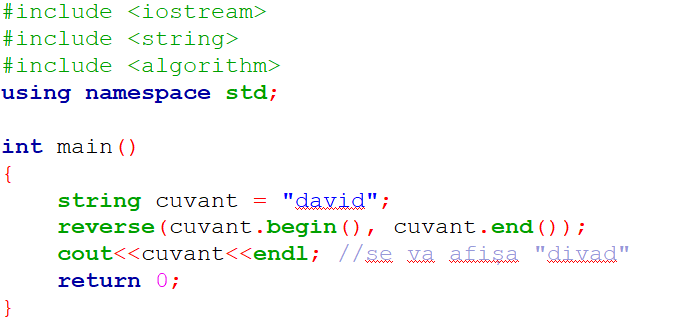 #include <iostream>
#include <string>
#include <algorithm>
using namespace std;
int main()
{
string cuvant = "david";
reverse(cuvant.begin(), cuvant.end());
cout<<cuvant<<endl; //se va afișa "divad"
return 0;
}